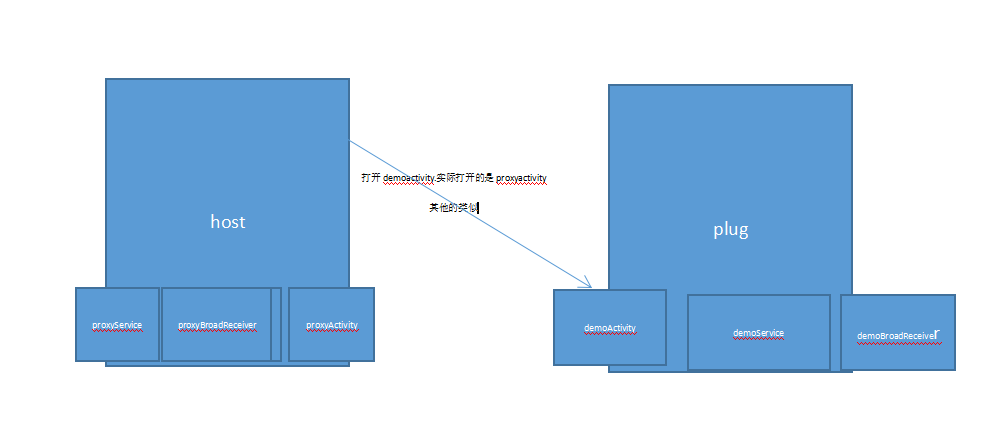 打开 demoactivity.实际打开的是 proxyactivity
其他的类似
host
plug
proxyService
proxyBroadReceiver
proxyActivity
demoActivity
demoService
demoBroadReceiver